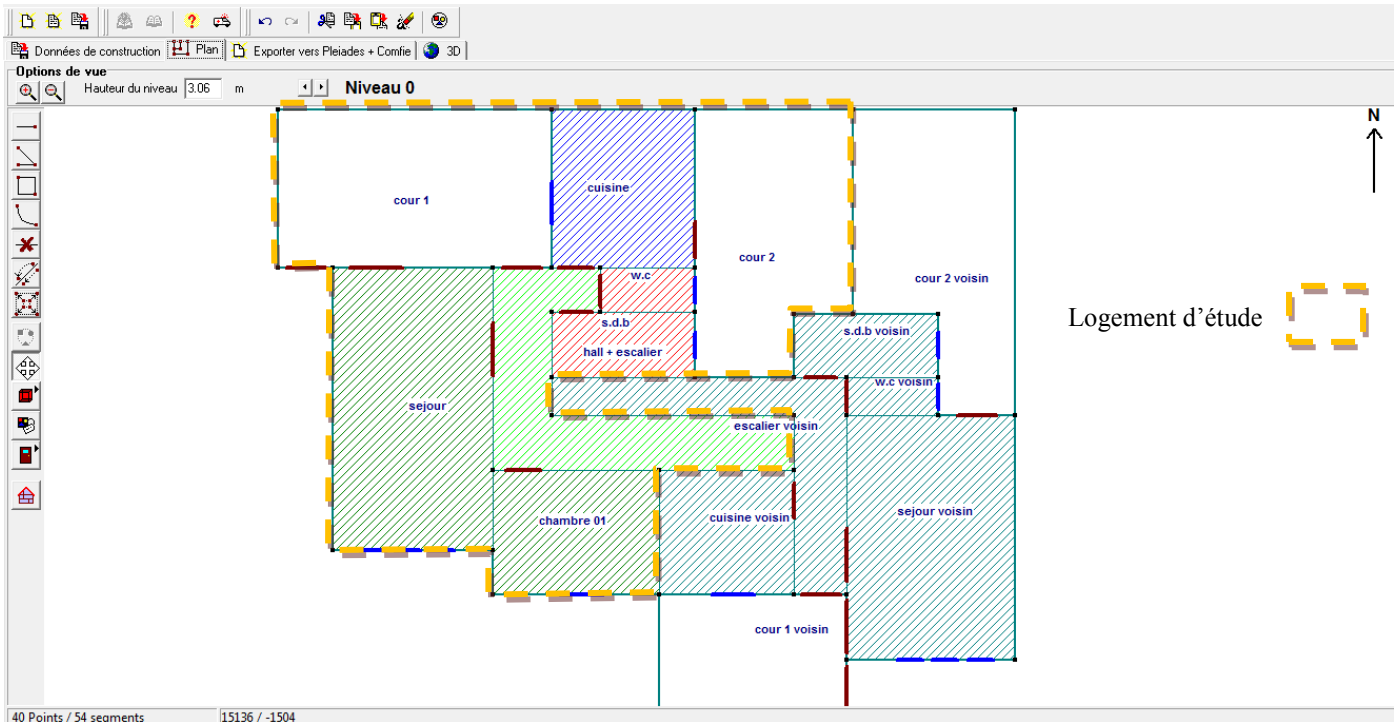 Données de construction Plan Exporter vers Pleiades + Comfie 3D
Options de vue
Hauteur du niveau 3.06 m Niveau 0
N
cuisine
cour 1
w.c
cour 2
cour 2 voisin
Logement d’étude
s.d.b
s.d.b voisin
hall + escalier
w.c voisin
sejour
escalier voisin
chambre 01
cuisine voisin
sejour voisin
cour 1 voisin
40 Points / 54 segments 15136 / -1504